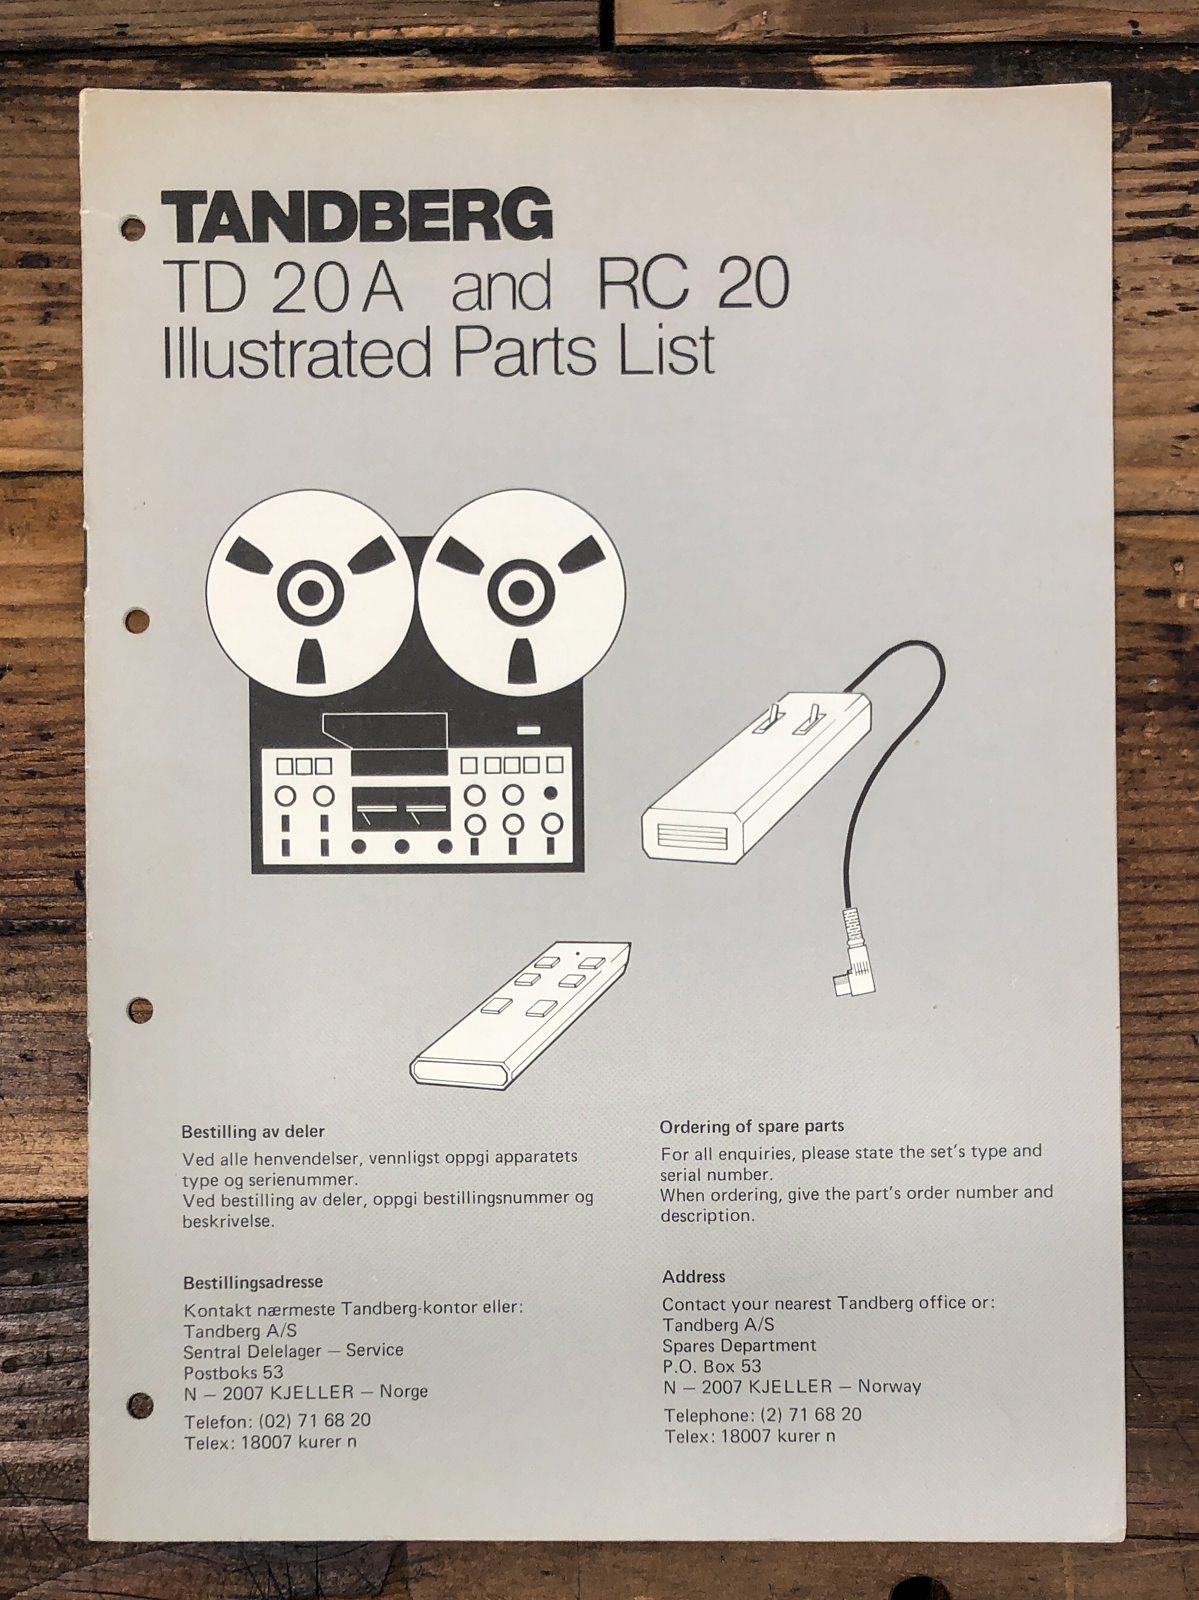 TANDBERG
TD 20A and RC 20
Illustrated Parts List
Bestilling av deler
Ved alle henvendelser, vennligst oppgi apparatets
type og serienummer.
Ved bestilling av deler, oppgi bestillingsnummer og
beskrivelse.
Bestillingsadresse
Kontakt nærmeste Tandberg-kontor eller:
Tandberg A/S
Sentral Delelager – Service
Postboks 53
N – 2007 KJELLER – Norge
Telefon: (02) 71 68 20
Telex: 18007 kurer n
Ordering of spare parts
For all enquiries, please state the set's type and
serial number.
When ordering, give the part's order number and
description.
Address
Contact your nearest Tandberg office or:
Tandberg A/S
Spares Department
P.O. Box 53
N – 2007 KJELLER – Norway
Telephone: (2) 71 68 20
Telex: 18007 kurer n